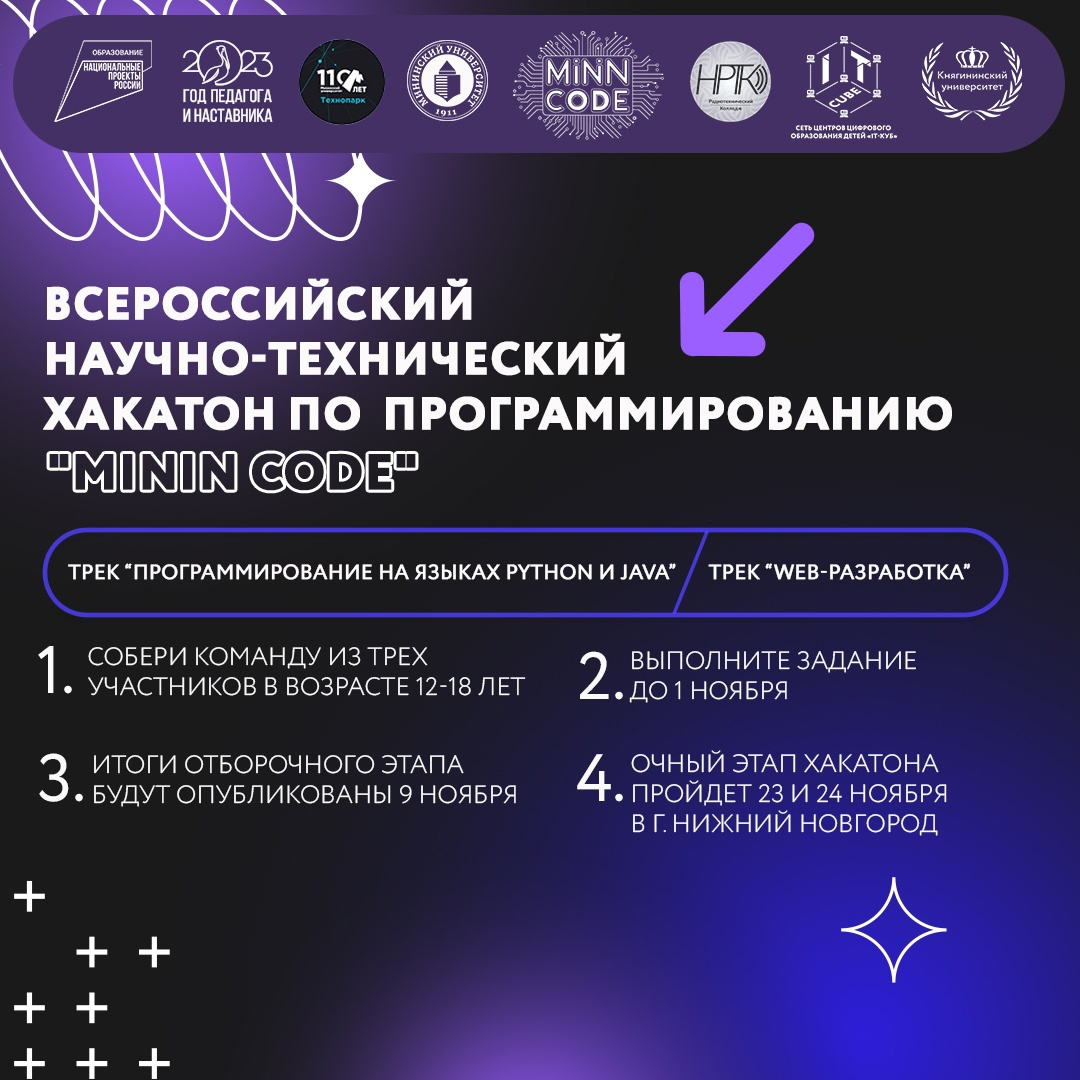 ОБРАЗОВАНИЕ
НАЦИОНАЛЬНЫЕ
ПРОЕКТЫ
РОССИИ
2023
ГОД ПЕДАГОГА
И НАСТАВНИКА
110 ЛЕТ
Технопарк
МИНИНСКИЙ УНИВЕРСИТЕТ
1911
MiNiN
CODE
НРТК
Радиотехнический
Колледж
IT
CUBE
СЕТЬ ЦЕНТРОВ ЦИФРОВОГО
ОБРАЗОВАНИЯ ДЕТЕЙ «IT-КУБ»
Княгининский
университет
ВСЕРОССИЙСКИЙ
НАУЧНО-ТЕХНИЧЕСКИЙ
ХАКАТОН ПО ПРОГРАММИРОВАНИЮ
"MININ CODE"
ТРЕК “ПРОГРАММИРОВАНИЕ НА ЯЗЫКАХ PYTHON И JAVA” ТРЕК “WEB-РАЗРАБОТКА”
1. СОБЕРИ КОМАНДУ ИЗ ТРЕХ
УЧАСТНИКОВ В ВОЗРАСТЕ 12-18 ЛЕТ
2. ВЫПОЛНИТЕ ЗАДАНИЕ
ДО 1 НОЯБРЯ
3. ИТОГИ ОТБОРОЧНОГО ЭТАПА
БУДУТ ОПУБЛИКОВАНЫ 9 НОЯБРЯ
4. ОЧНЫЙ ЭТАП ХАКАТОНА
ПРОЙДЕТ 23 И 24 НОЯБРЯ
В Г. НИЖНИЙ НОВГОРОД